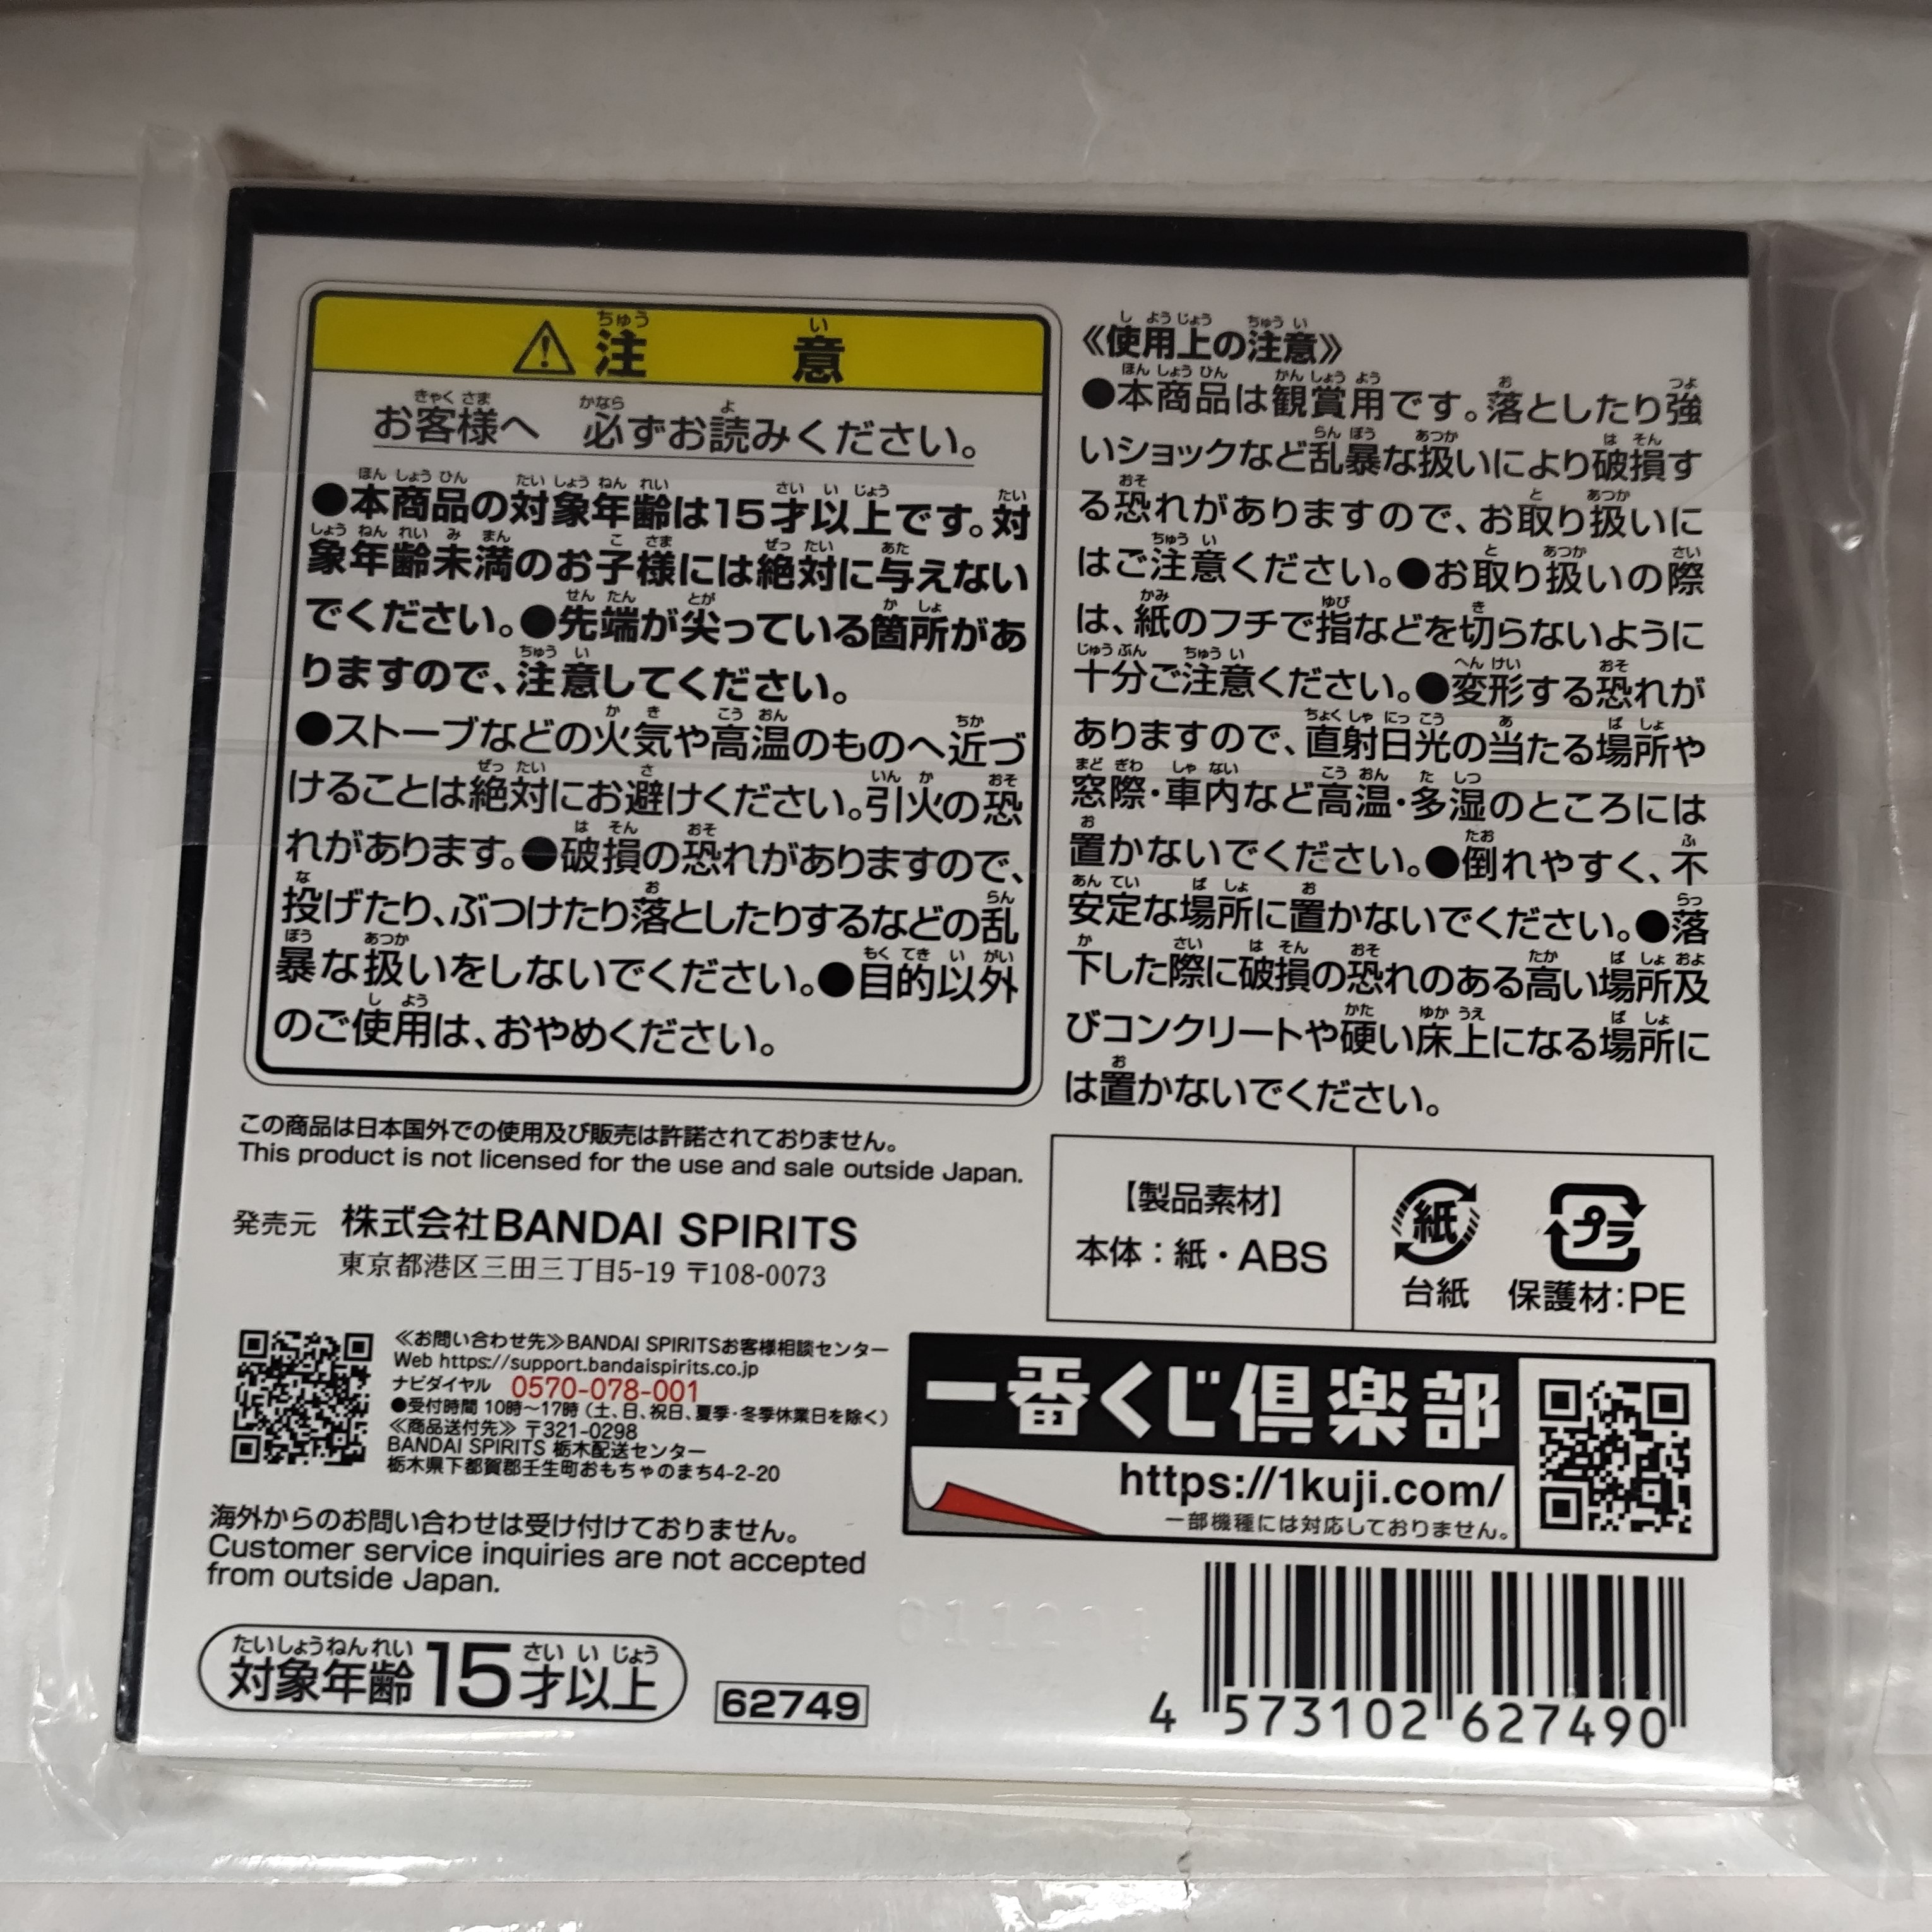 ⚠注意
お客様へ 必ずお読みください。
●本商品の対象年齢は15才以上です。対
象年齢未満のお子様には絶対に与えない
でください。●先端が尖っている箇所があ
りますので、注意してください。
●ストーブなどの火気や高温のものへ近づ
けることは絶対にお避けください。引火の恐
れがあります。●破損の恐れがありますので、
投げたり、ぶつけたり落としたりするなどの乱
暴な扱いをしないでください。●目的以外
のご使用は、おやめください。
《使用上の注意》
●本商品は観賞用です。落としたり強
いショックなど乱暴な扱いにより破損す
る恐れがありますので、お取り扱いに
はご注意ください。●お取り扱いの際
は、紙のフチで指などを切らないように
十分ご注意ください。●変形する恐れが
ありますので、直射日光の当たる場所や
窓際・車内など高温・多湿のところには
置かないでください。●倒れやすく、不
安定な場所に置かないでください。●落
下した際に破損の恐れのある高い場所及
びコンクリートや硬い床上になる場所に
は置かないでください。
この商品は日本国外での使用及び販売は許諾されておりません。
This product is not licensed for the use and sale outside Japan.
発売元 株式会社BANDAI SPIRITS
東京都港区三田三丁目5-19 〒108-0073
【製品素材】
本体：紙・ABS
紙
台紙
プラ
保護材：PE
≪お問い合わせ先≫BANDAI SPIRITSお客様相談センター
Web https://support.bandaispirits.co.jp
ナビダイヤル 0570-078-001
●受付時間 10時～17時（土、日、祝日、夏季・冬季休業日を除く）
≪商品送付先≫ 〒321-0298
BANDAI SPIRITS 栃木配送センター
栃木県下都賀郡壬生町おもちゃのまち4-2-20
一番くじ倶楽部
https://1kuji.com/
一部機種には対応しておりません。
海外からのお問い合わせは受け付けておりません。
Customer service inquiries are not accepted
from outside Japan.
対象年齢15才以上
62749
4 573102 627490